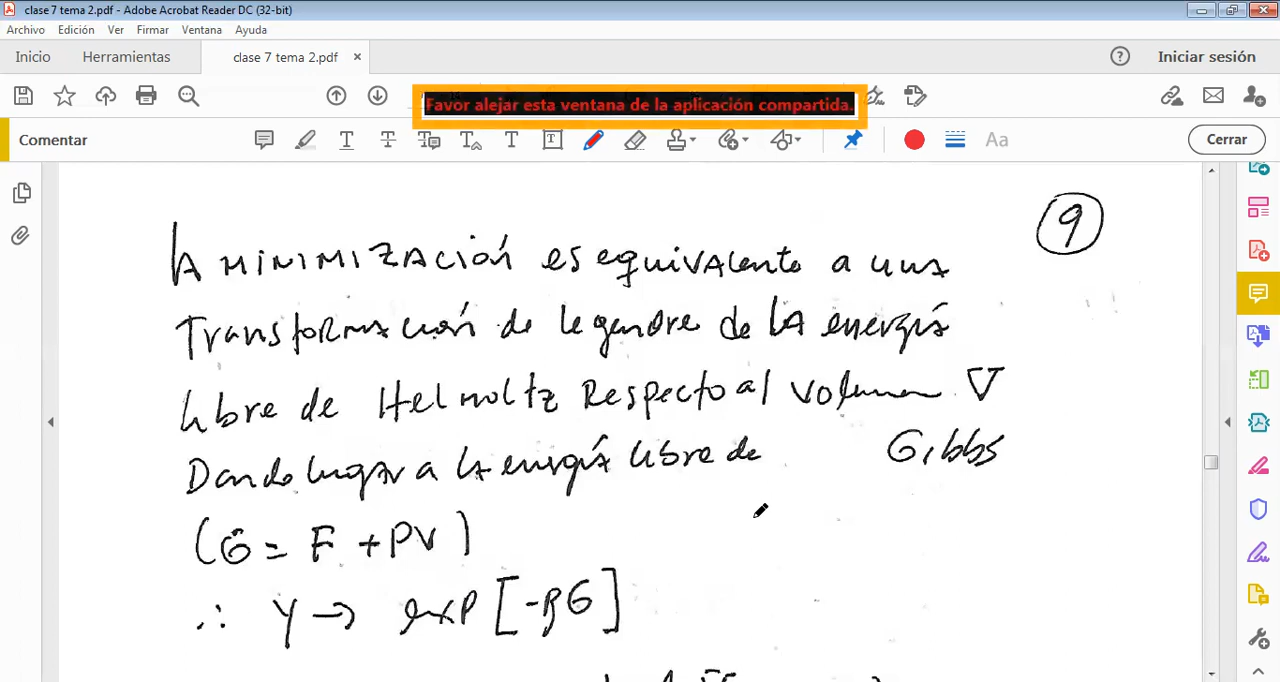 clase 7 tema 2.pdf - Adobe Acrobat Reader DC (32-bit)
Archivo Edición Ver Firmar Ventana Ayuda
Inicio Herramientas clase 7 tema 2.pdf × Iniciar sesión
Favor alejar esta ventana de la aplicación compartida.
Comentar Aa Cerrar
9
La minimización es equivalente a una
Transformación de legendre de la energía
libre de Helmoltz Respecto al volumen V
Dando lugar a la energía libre de Gibbs
(G = F + PV)
∴ Y → exp [-βG]